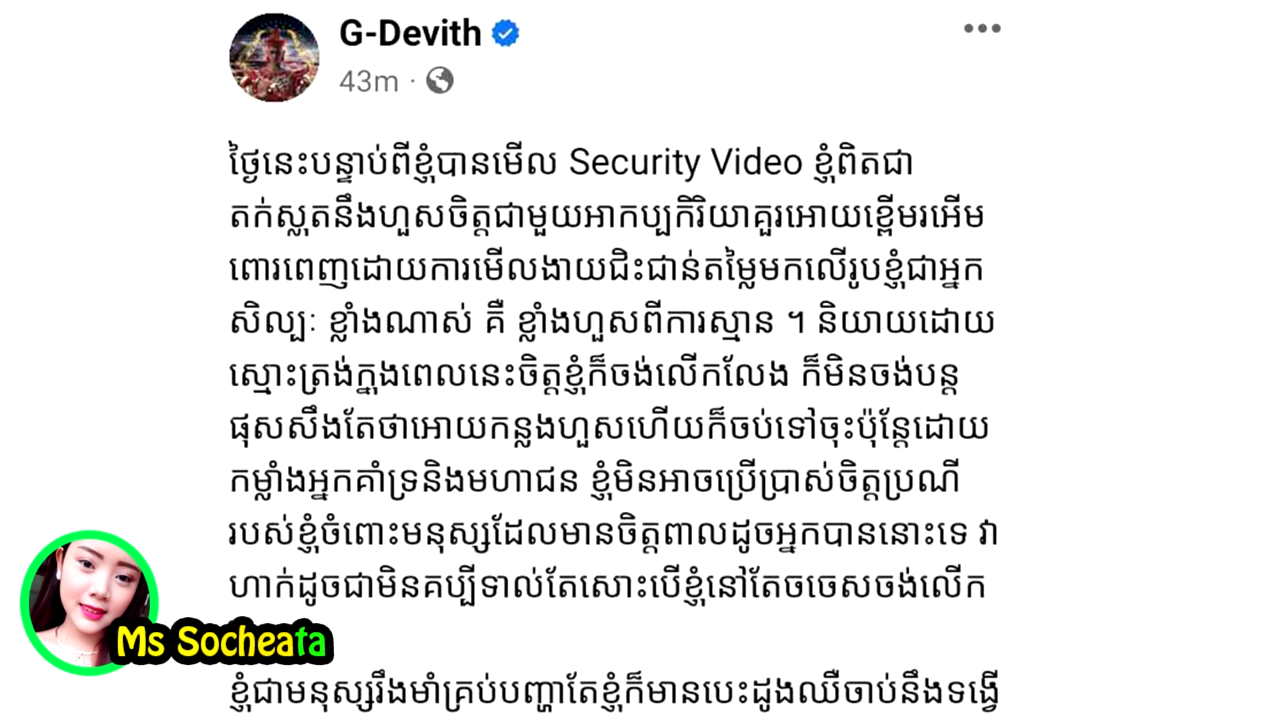 G-Devith
43m ·
ថ្ងៃនេះបន្ទាប់ពីខ្ញុំបានមើល Security Video ខ្ញុំពិតជា
តក់ស្លុតនឹងហួសចិត្តជាមួយអាកប្បកិរិយាគួរអោយខ្ពើមរអើម
ពោរពេញដោយការមើលងាយជិះជាន់តម្លៃមកលើរូបខ្ញុំជាអ្នក
សិល្បៈ ខ្លាំងណាស់ គឺ ខ្លាំងហួសពីការស្មាន ។ និយាយដោយ
ស្មោះត្រង់ក្នុងពេលនេះចិត្តខ្ញុំក៏ចង់លើកលែង ក៏មិនចង់បន្ត
ផុសសឹងតែថាអោយកន្លងហួសហើយក៏ចប់ទៅចុះប៉ុន្តែដោយ
កម្លាំងអ្នកគាំទ្រនិងមហាជន ខ្ញុំមិនអាចប្រើប្រាស់ចិត្តប្រណី
របស់ខ្ញុំចំពោះមនុស្សដែលមានចិត្តពាលដូចអ្នកបាននោះទេ វា
ហាក់ដូចជាមិនគប្បីទាល់តែសោះបើខ្ញុំនៅតែចចេសចង់លើក
Ms Socheata
ខ្ញុំជាមនុស្សរឹងមាំគ្រប់បញ្ហាតែខ្ញុំក៏មានបេះដូងឈឺចាប់នឹងទង្វើ